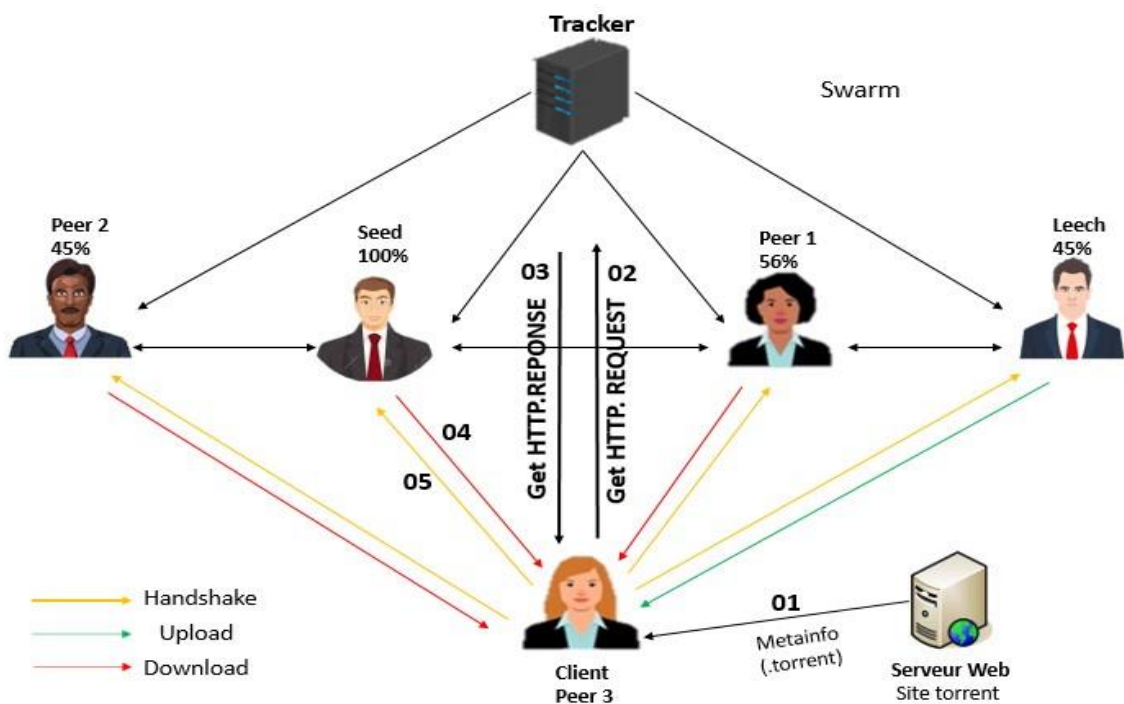 Tracker
Swarm
Peer 2
45%
Seed
100%
Peer 1
56%
Leech
45%
03
02
Get HTTP.REPONSE
Get HTTP. REQUEST
04
05
Handshake
Upload
Download
01
Metainfo
(.torrent)
Client
Peer 3
Serveur Web
Site torrent